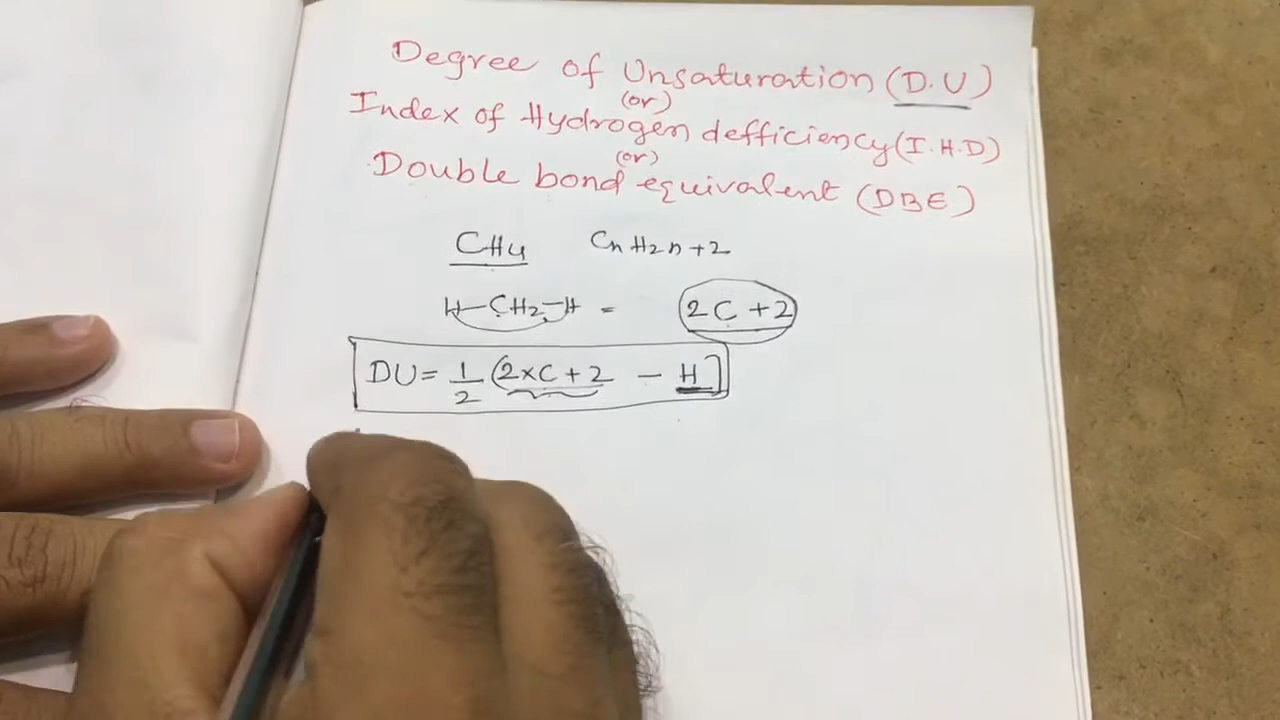 Degree of Unsaturation (D.U)
(or)
Index of Hydrogen defficiency (I.H.D)
(or)
Double bond equivalent (DBE)
CH4 CnH2n+2
H-CH2-H = 2C+2
DU = 1/2 (2xC+2 - H]